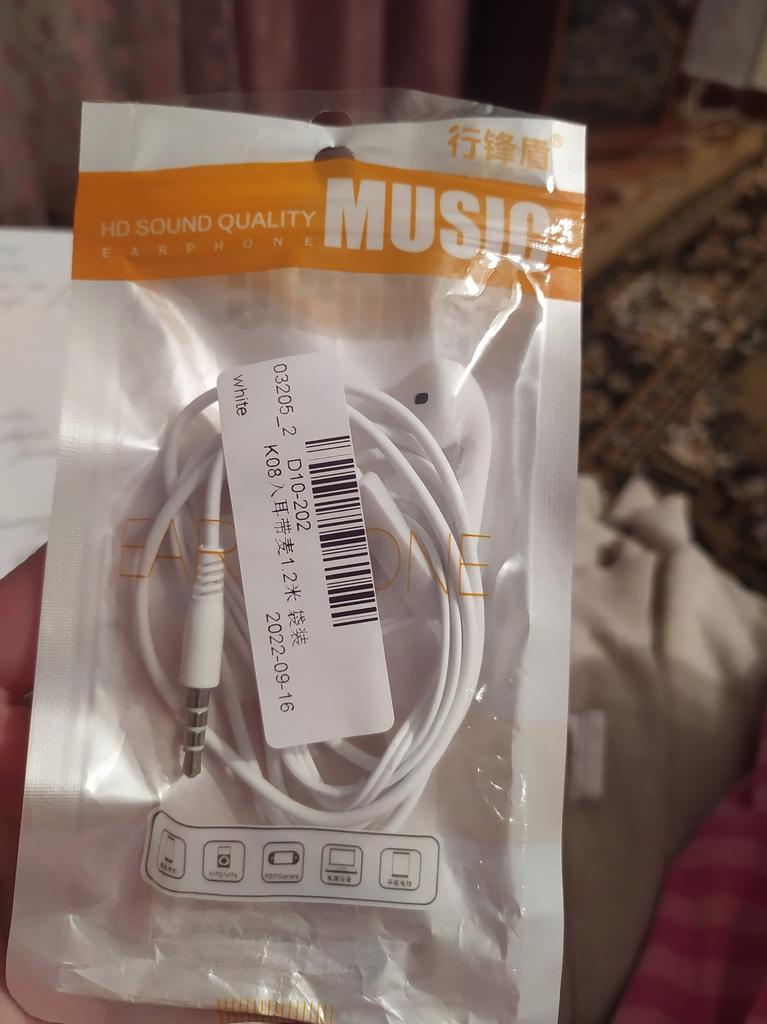 行锋盾®
HD SOUND QUALITY
EARPHONE
MUSIC
03205_2 D10-202
K08入耳带麦1.2米 袋装
white
2022-09-16
EARPHONE